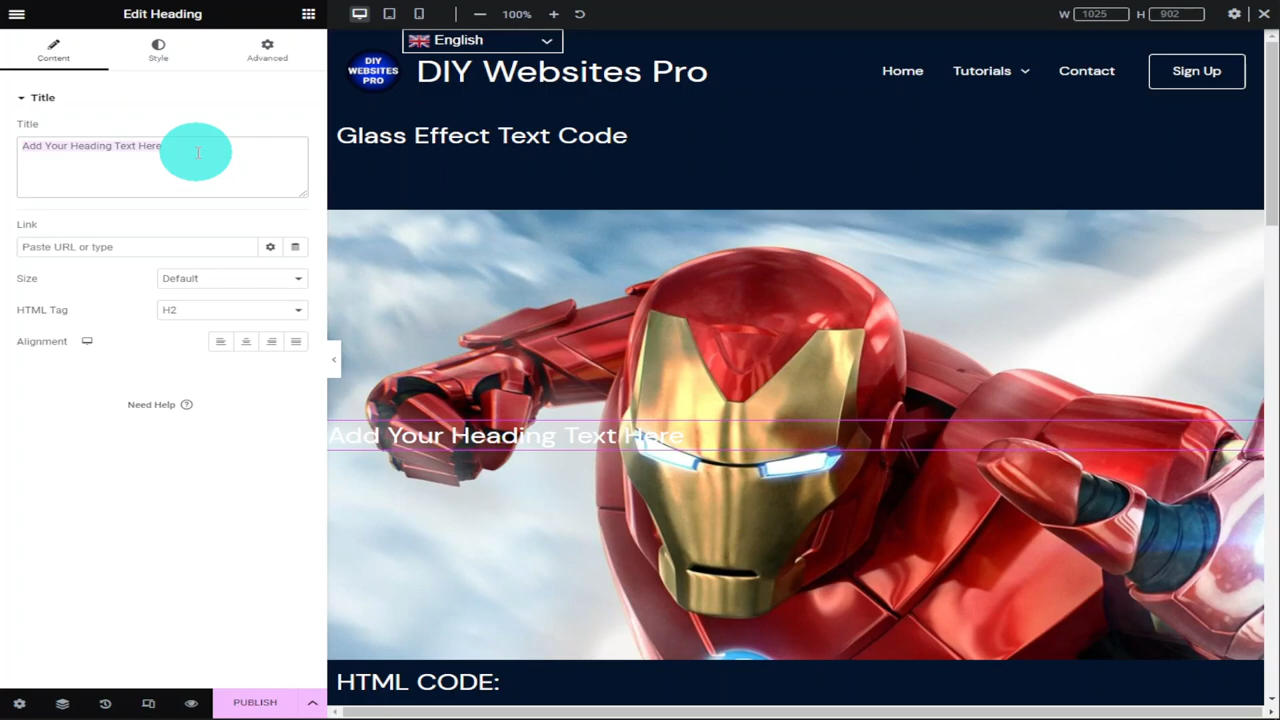 Edit Heading
100%
W 1025 H 902
Content
Style
Advanced
English
DIY
WEBSITES
PRO
DIY Websites Pro
Home
Tutorials
Contact
Sign Up
Title
Title
Add Your Heading Text Here
Glass Effect Text Code
Link
Paste URL or type
Size
Default
HTML Tag
H2
Alignment
Need Help ?
Add Your Heading Text Here
HTML CODE:
PUBLISH